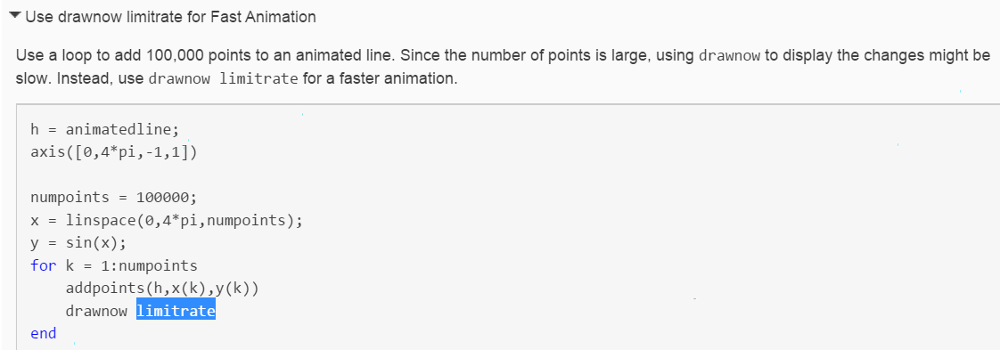 Use drawnow limitrate for Fast Animation
Use a loop to add 100,000 points to an animated line. Since the number of points is large, using drawnow to display the changes might be
slow. Instead, use drawnow limitrate for a faster animation.
h = animatedline;
axis([0,4*pi,-1,1])
numpoints = 100000;
x = linspace(0,4*pi,numpoints);
y = sin(x);
for k = 1:numpoints
    addpoints(h,x(k),y(k))
    drawnow limitrate
end